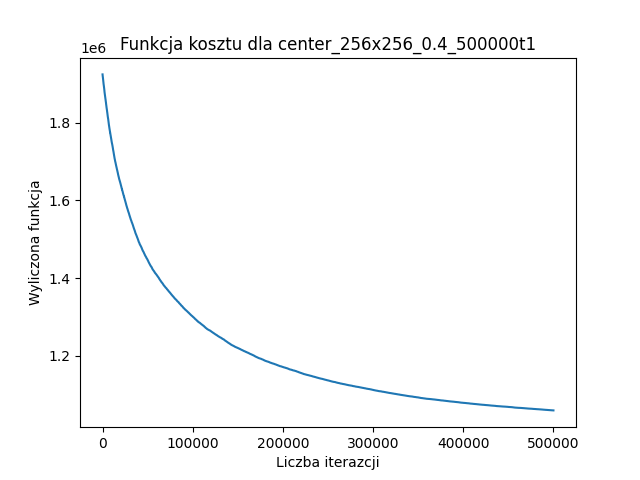 Funkcja kosztu dla center_256x256_0.4_500000t1
1e6
Wyliczona funkcja
1.8
1.6
1.4
1.2
0 100000 200000 300000 400000 500000
Liczba iterazcji